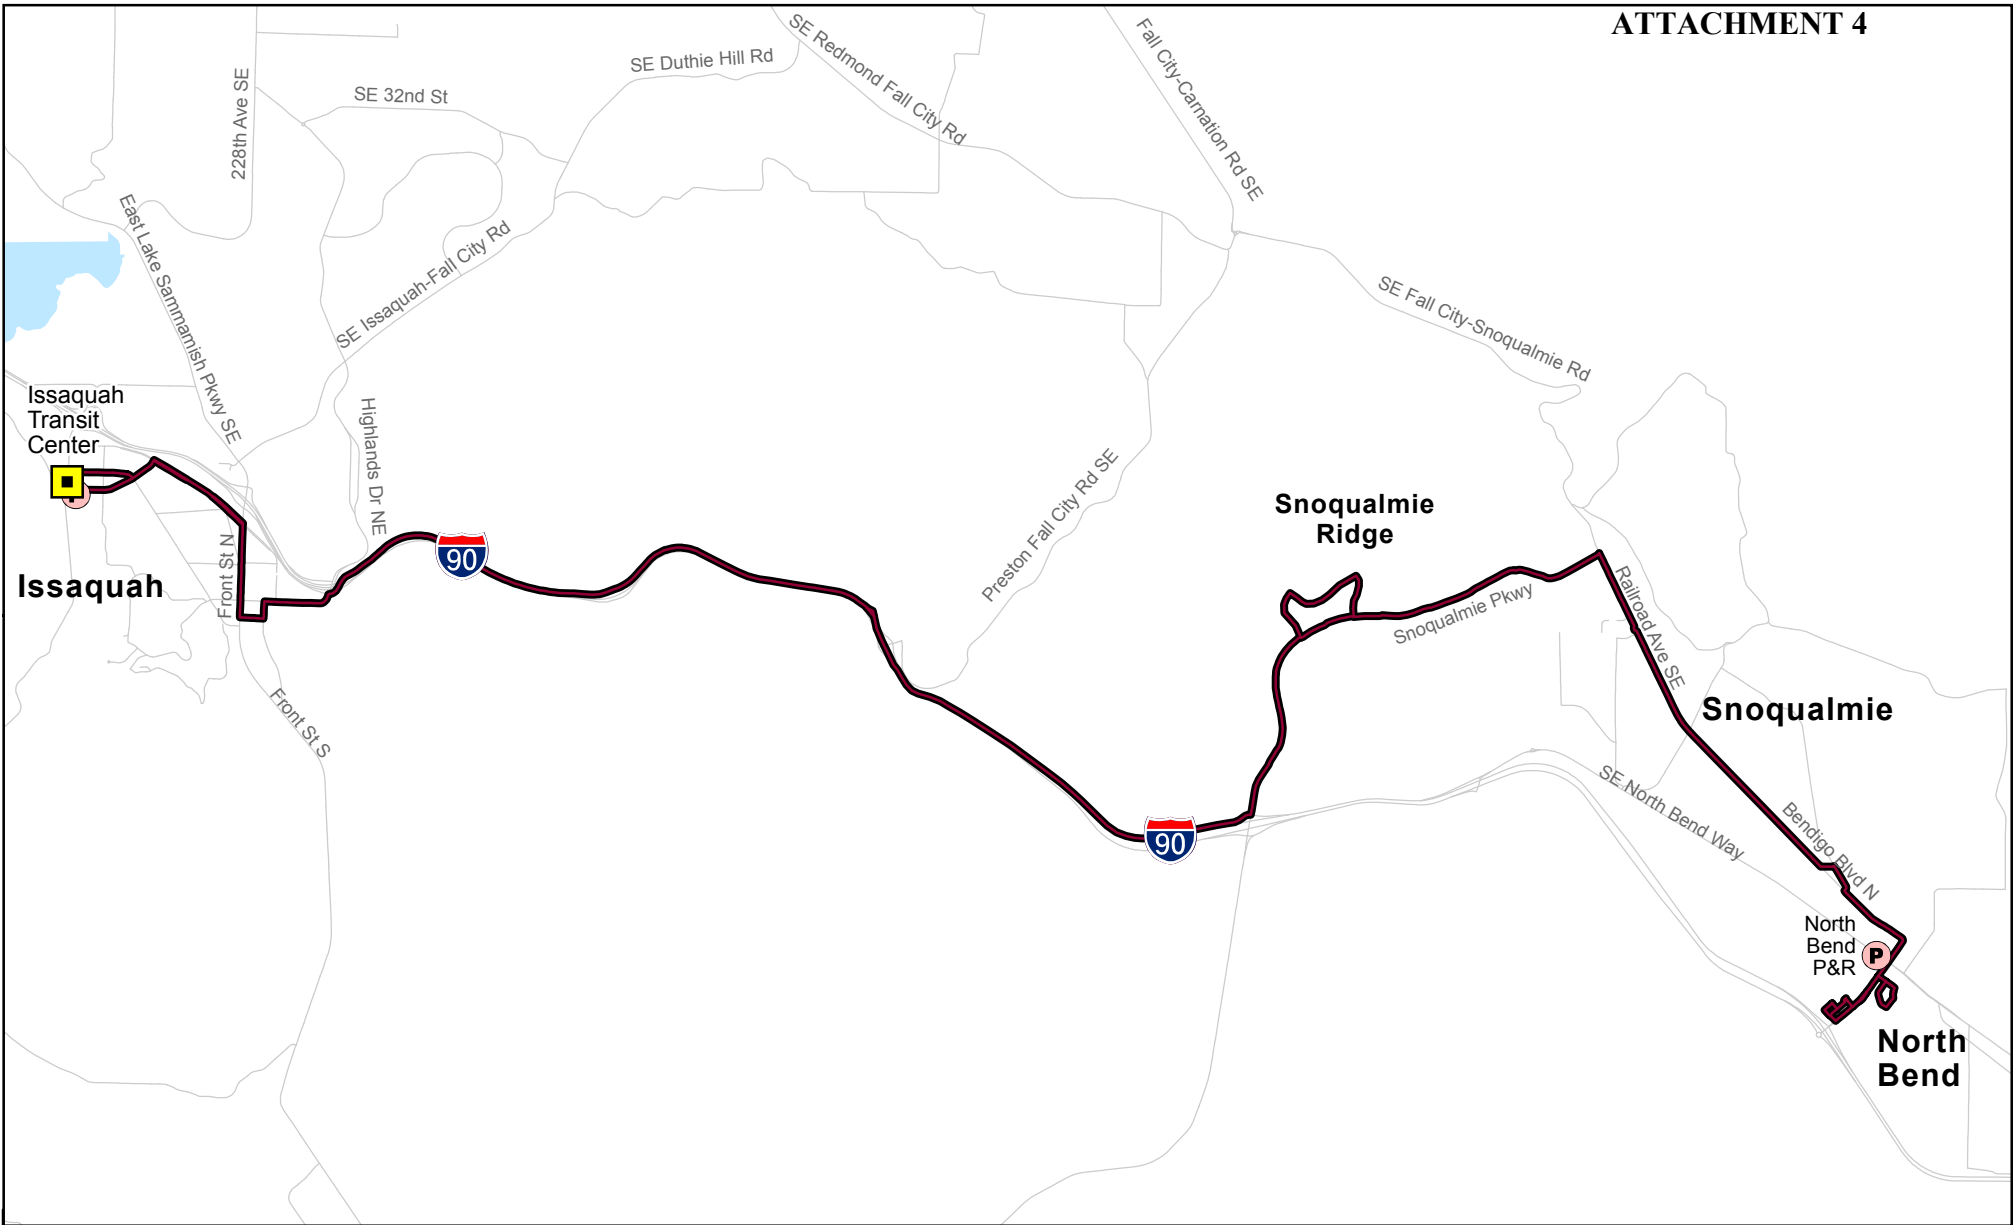 ATTACHMENT 4
SE Redmond Fall City Rd
Fall City-Carnation Rd SE
SE Duthie Hill Rd
SE 32nd St
228th Ave SE
East Lake Sammamish Pkwy SE
SE Issaquah-Fall City Rd
SE Fall City-Snoqualmie Rd
Issaquah
Transit
Center
Highlands Dr NE
Preston Fall City Rd SE
Snoqualmie
Ridge
90
Front St N
Issaquah
Snoqualmie Pkwy
Railroad Ave SE
Front St S
Snoqualmie
SE North Bend Way
90
Bendigo Blvd N
North
Bend
P&R
P
North
Bend